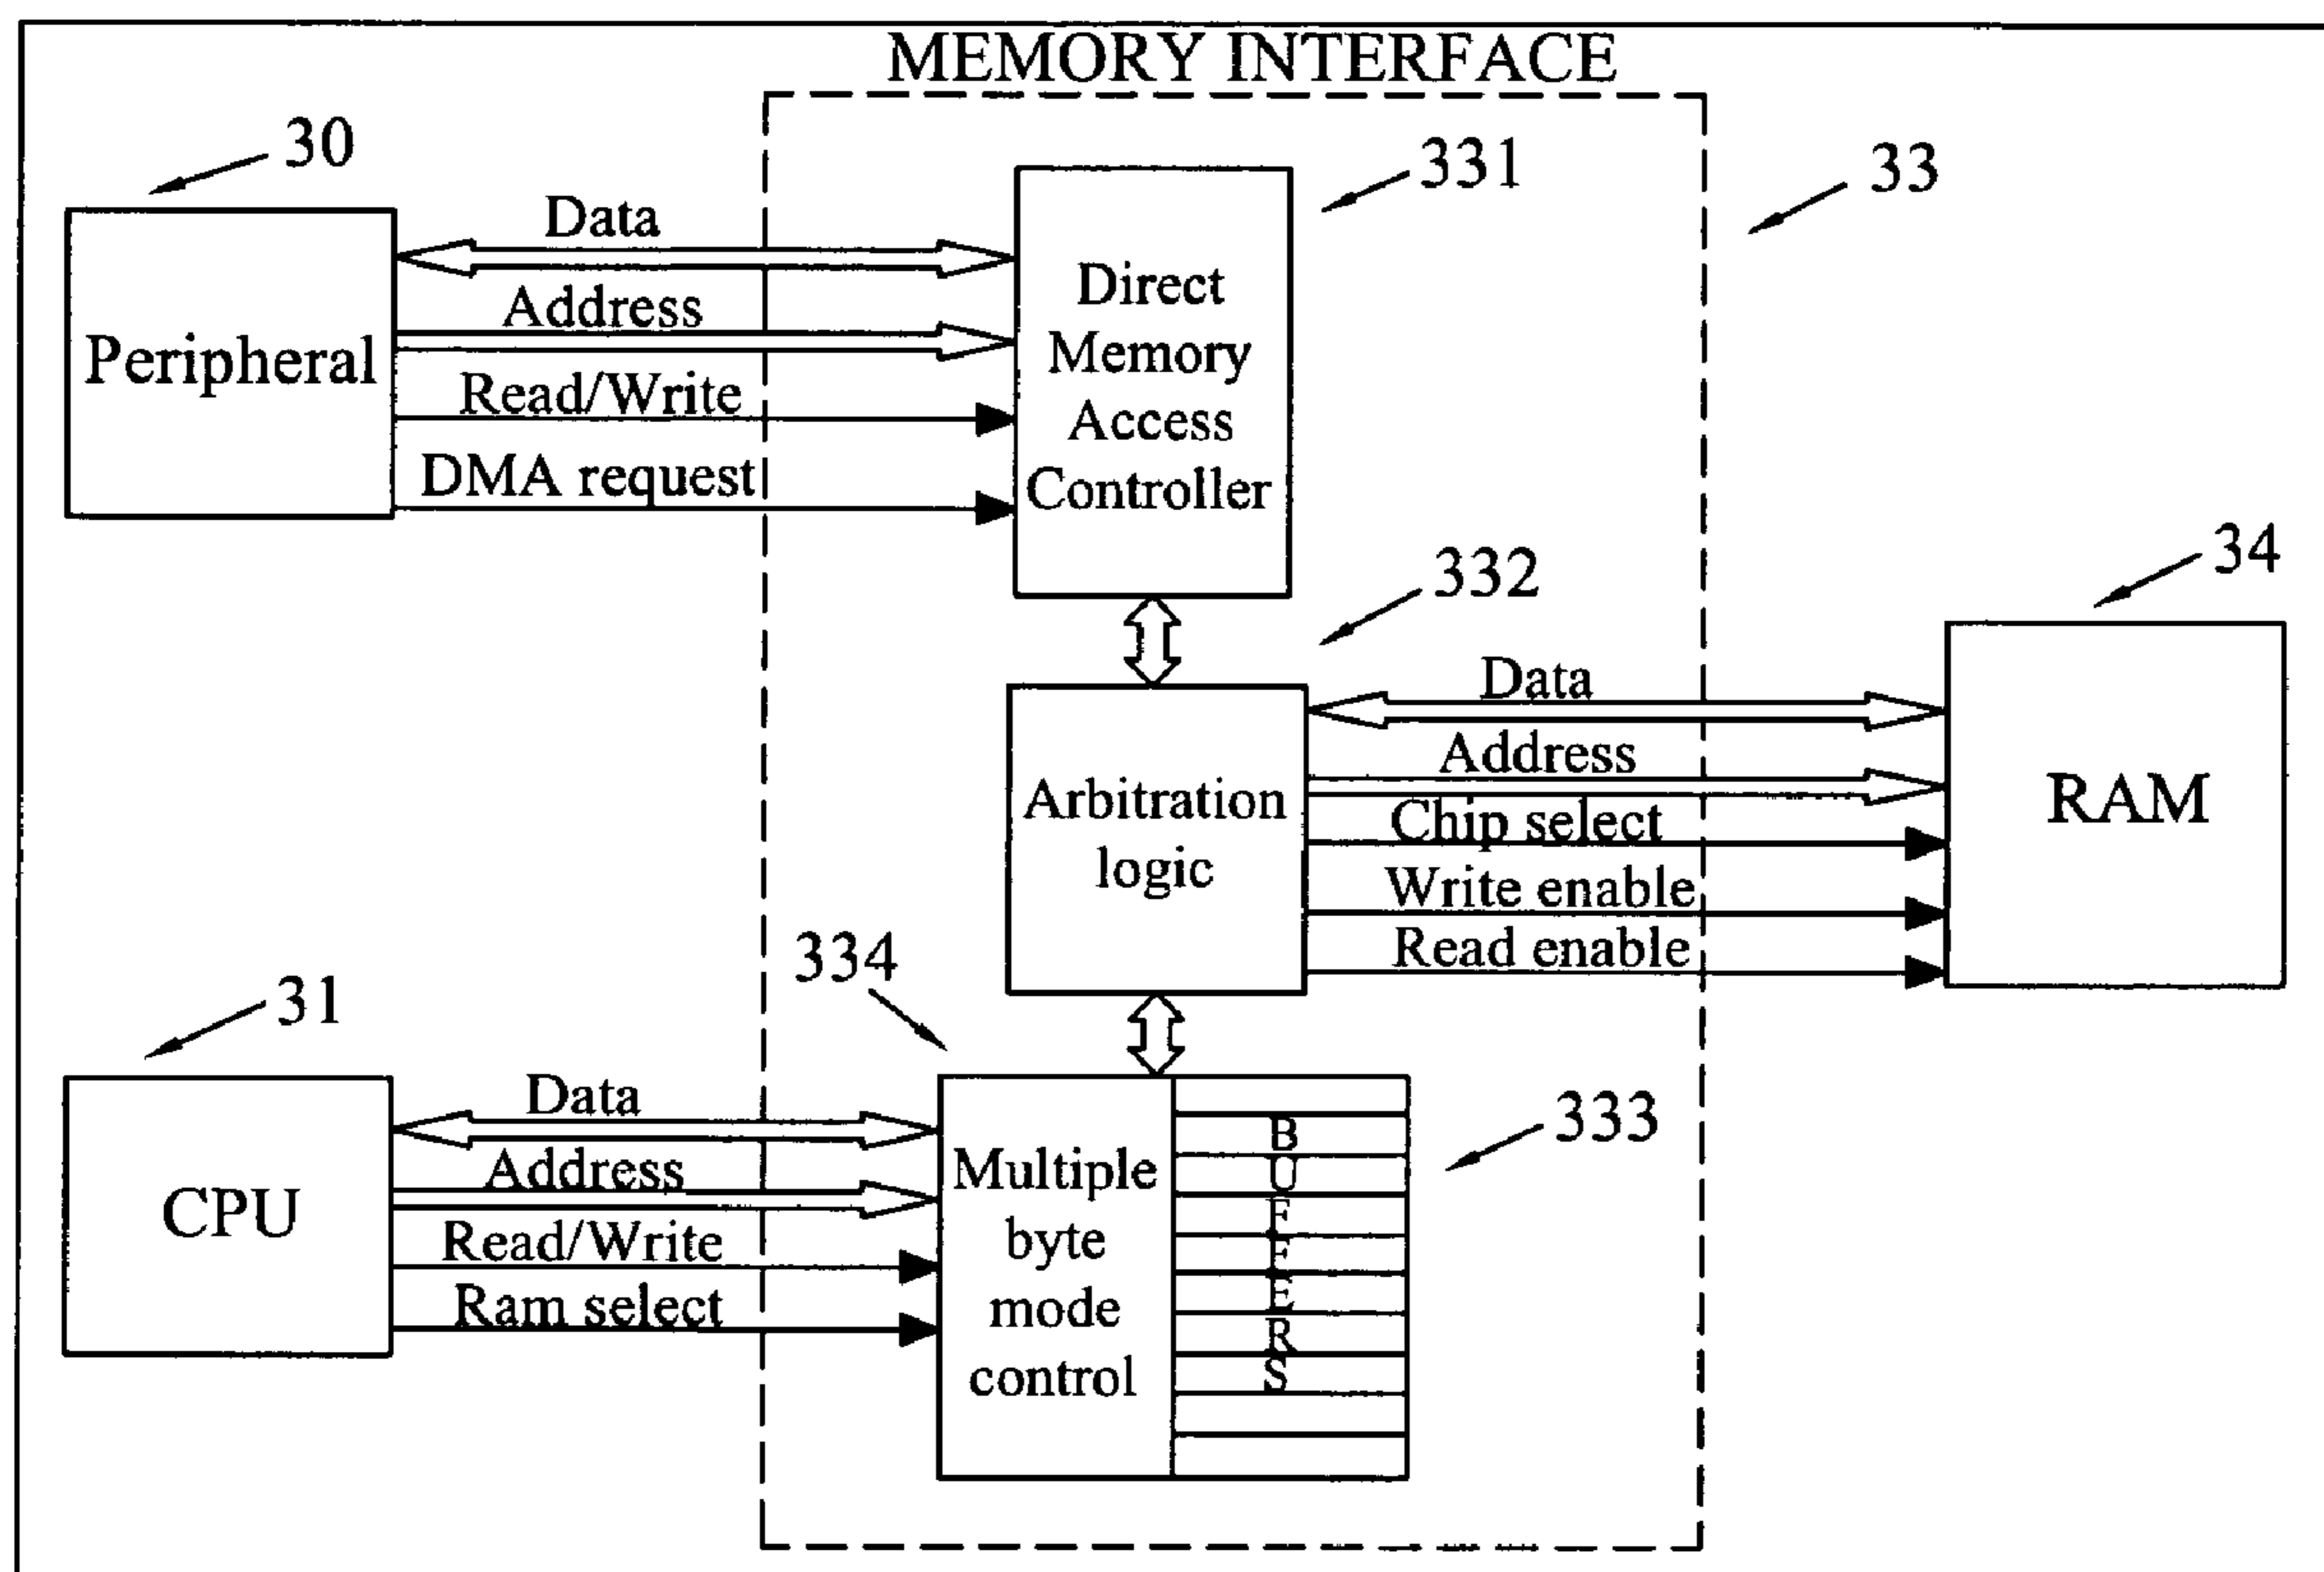 MEMORY INTERFACE
30
331
33
Data
Address
Read/Write
DMA request
Peripheral
Direct
Memory
Access
Controller
332
34
Data
Address
Chip select
Write enable
Read enable
Arbitration
logic
RAM
334
31
333
Data
Address
Read/Write
Ram select
CPU
Multiple
byte
mode
control
B
U
F
F
E
R
S